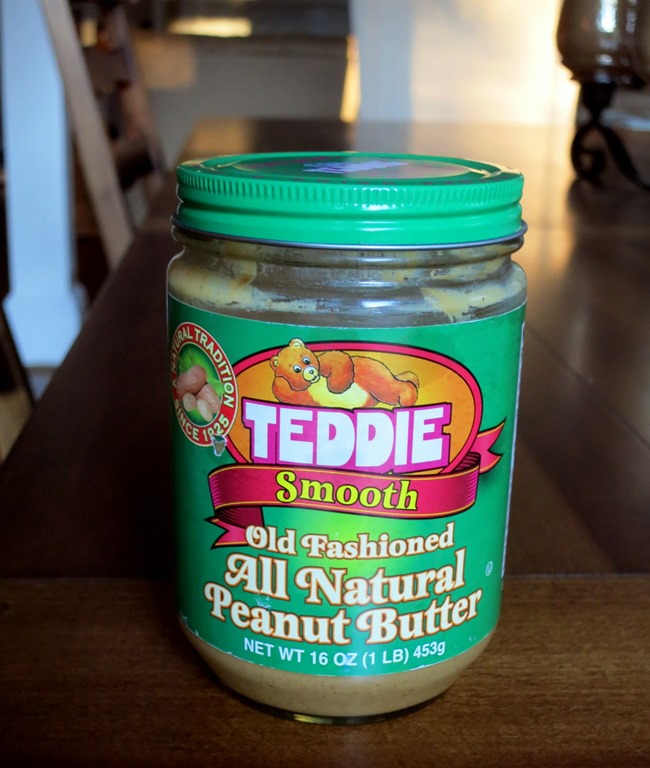 A NATURAL TRADITION
SINCE 1925
TEDDIE
Smooth
Old Fashioned
All Natural
Peanut Butter
NET WT 16 OZ (1 LB) 453g